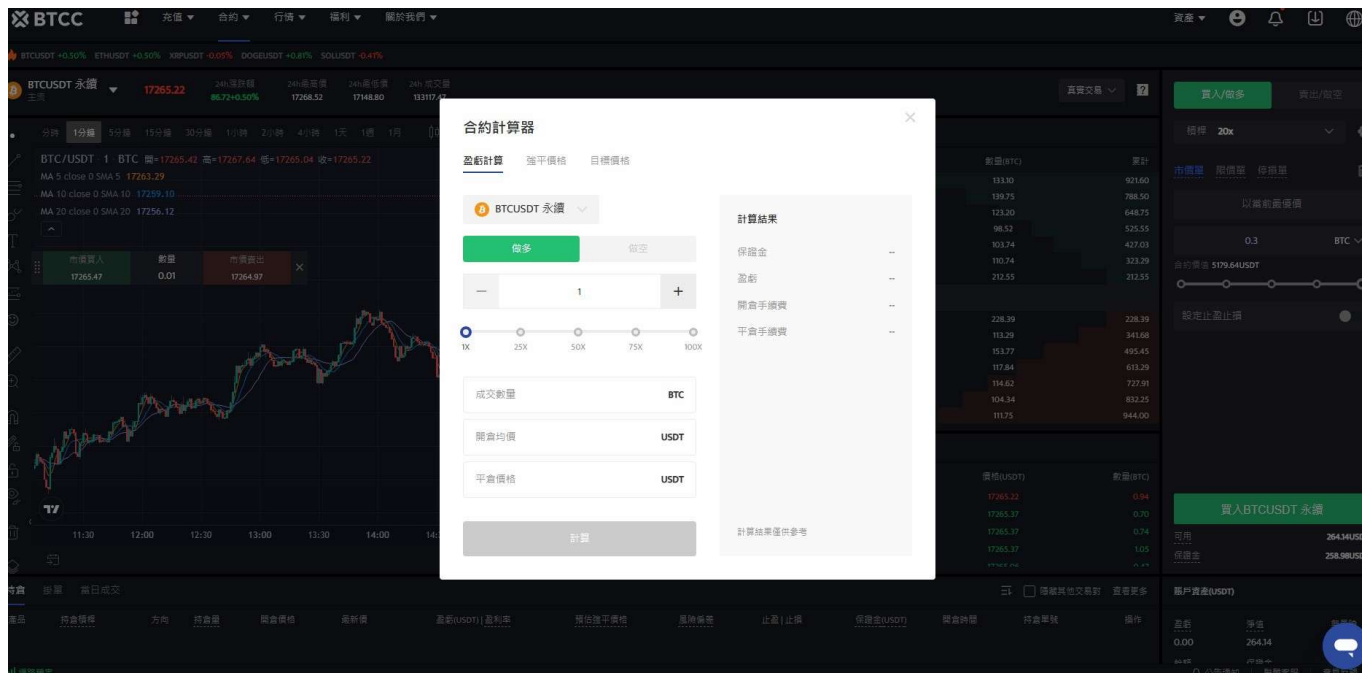 BTCC 充值 合約 行情 福利 關於我們 資產
BTCUSDT +0.50% ETHUSDT +0.50% XRPUSDT -0.05% DOGEUSDT +0.81% SOLUSDT -0.41%
BTCUSDT 永續 17265.22 24h漲跌額 24h最高價 24h最低價 24h 成交量 真實交易 ?
86.72+0.50% 17268.52 17148.80 133117.47
買入/做多 賣出/做空
分時 1分鐘 5分鐘 15分鐘 30分鐘 1小時 2小時 4小時 1天 1週 1月
槓桿 20x
BTC/USDT · 1 · BTC 開=17265.42 高=17267.64 低=17265.04 收=17265.22
MA 5 close 0 SMA 5 17263.29
MA 10 close 0 SMA 10 17259.10
MA 20 close 0 SMA 20 17256.12
市價買人 數量 市價賣出
17265.47 0.01 17264.97
11:30 12:00 12:30 13:00 13:30 14:00
合約計算器
盈虧計算 強平價格 目標價格
BTCUSDT 永續
做多 做空
1
1X 25X 50X 75X 100X
成交數量 BTC
開倉均價 USDT
平倉價格 USDT
計算
計算結果
保證金 --
盈虧 --
開倉手續費 --
平倉手續費 --
計算結果僅供參考
數量(BTC) 累計
133.10 921.60
139.75 788.50
123.20 648.75
98.52 525.55
103.74 427.03
110.74 323.29
212.55 212.55
228.39 228.39
113.29 341.68
153.77 495.45
117.84 613.29
114.62 727.91
104.34 832.25
111.75 944.00
價格(USDT) 數量(BTC)
17265.22 0.94
17265.37 0.70
17265.37 0.74
17265.37 1.05
市價單 限價單 停損單
以當前最優價
0.3 BTC
合約價值 5179.64USDT
設定止盈止損
買入BTCUSDT 永續
可用 264.14USD
保證金 258.98USD
持倉 掛單 當日成交 隱藏其他交易對 查看更多
產品 持倉槓桿 方向 持倉量 開倉價格 最新價 盈虧(USDT) | 盈利率 預估強平價格 風險偏差 止盈 | 止損 保證金(USDT) 開倉時間 持倉單號 操作
賬戶資產(USDT)
盈虧 淨值
0.00 264.14